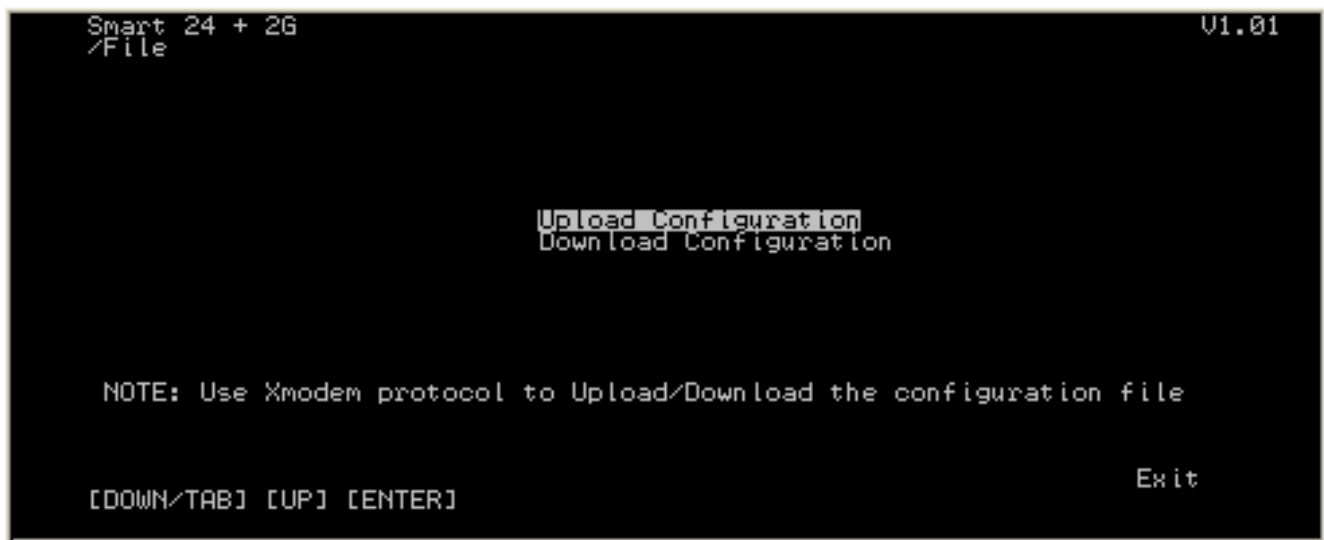 Smart 24 + 2G V1.01
/File
Upload Configuration
Download Configuration
NOTE: Use Xmodem protocol to Upload/Download the configuration file
Exit
[DOWN/TAB] [UP] [ENTER]